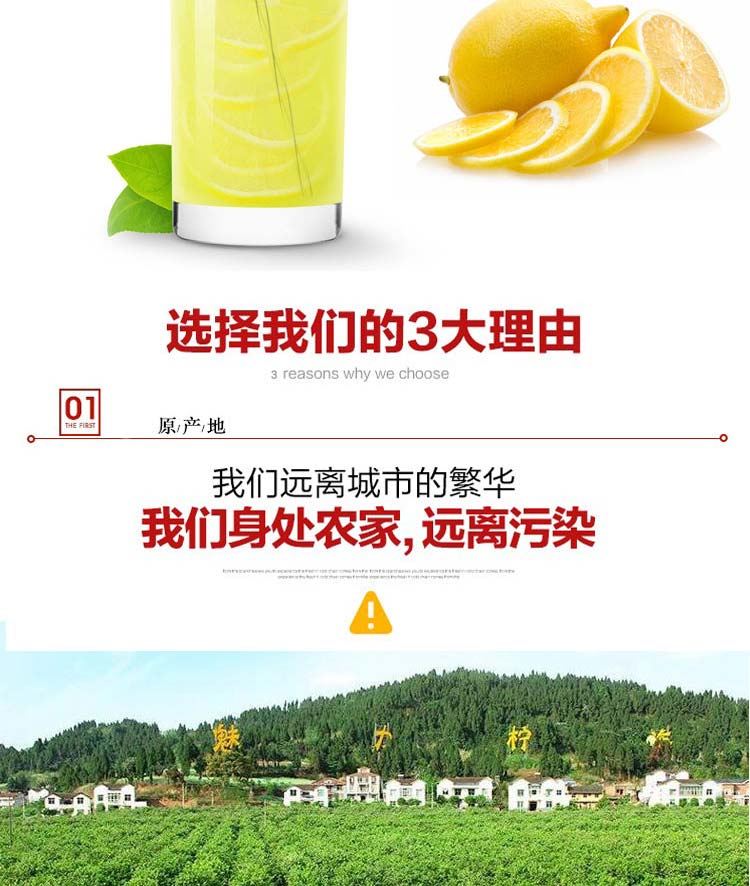 选择我们的3大理由
3 reasons why we choose
01
THE FIRST
原/产/地
我们远离城市的繁华
我们身处农家,远离污染
魅力柠